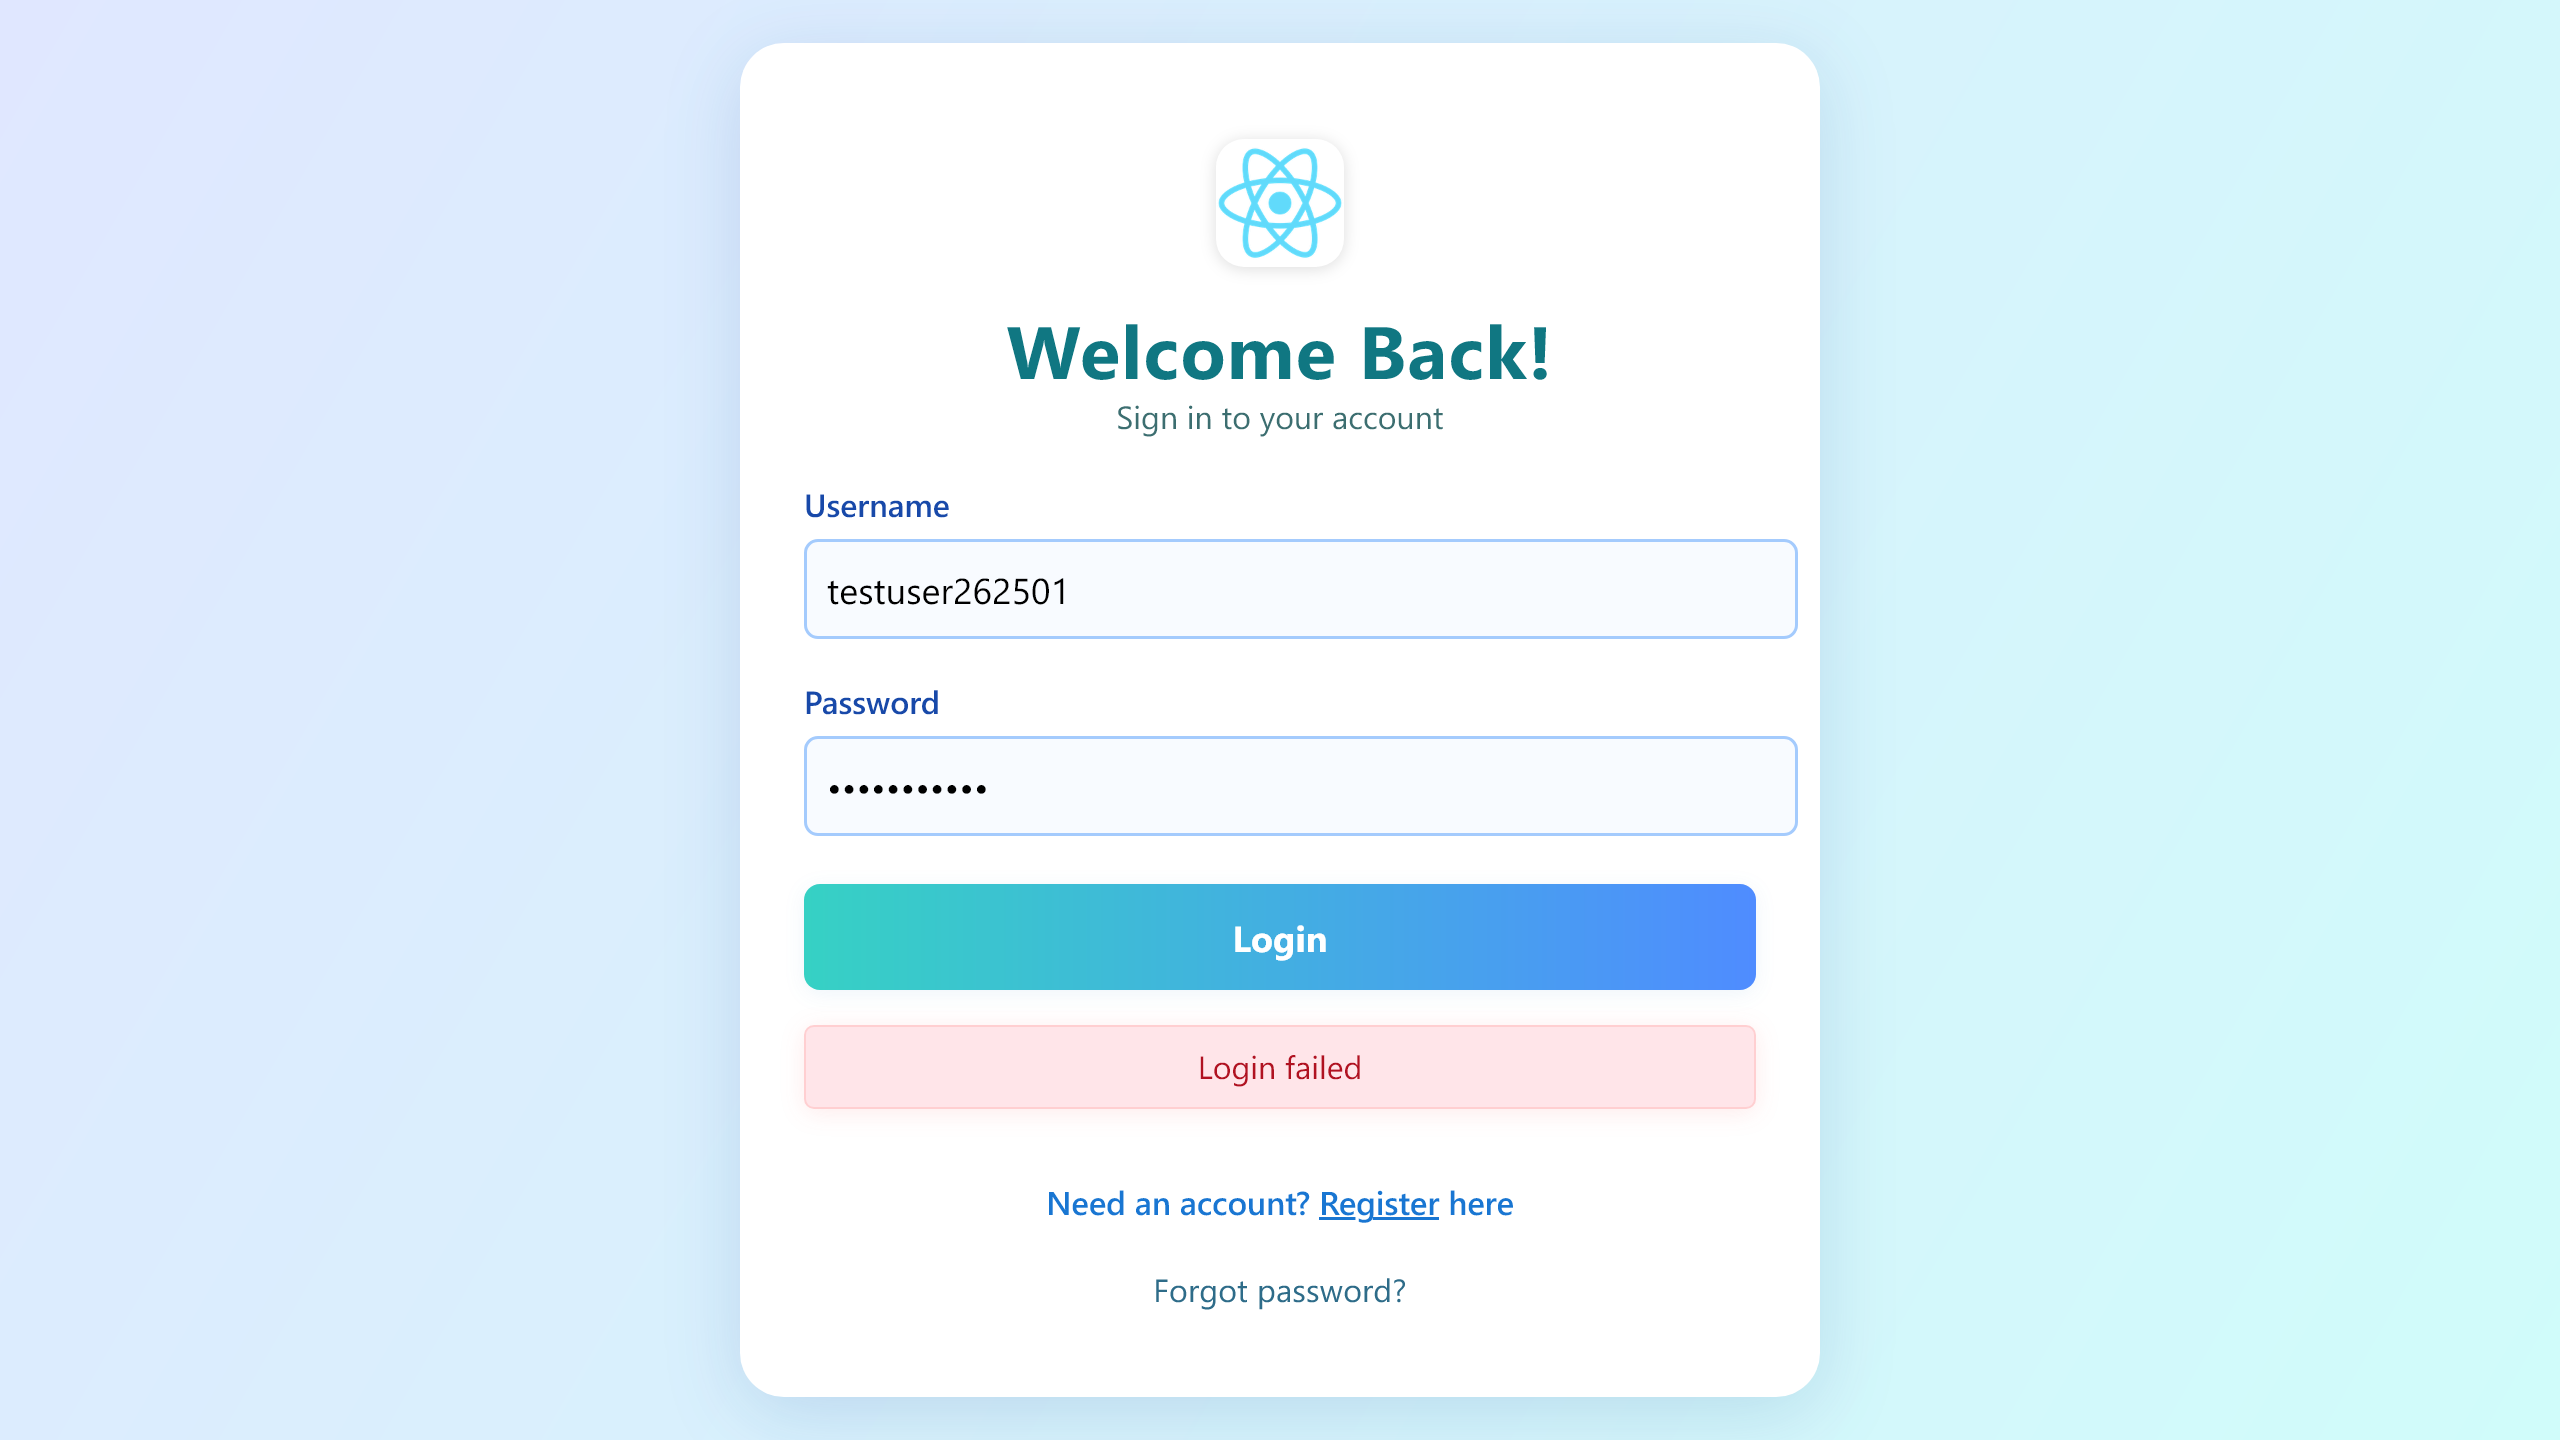 Welcome Back!
Sign in to your account
Username
testuser262501
Password
•••••••••••
Login
Login failed
Need an account? Register here
Forgot password?